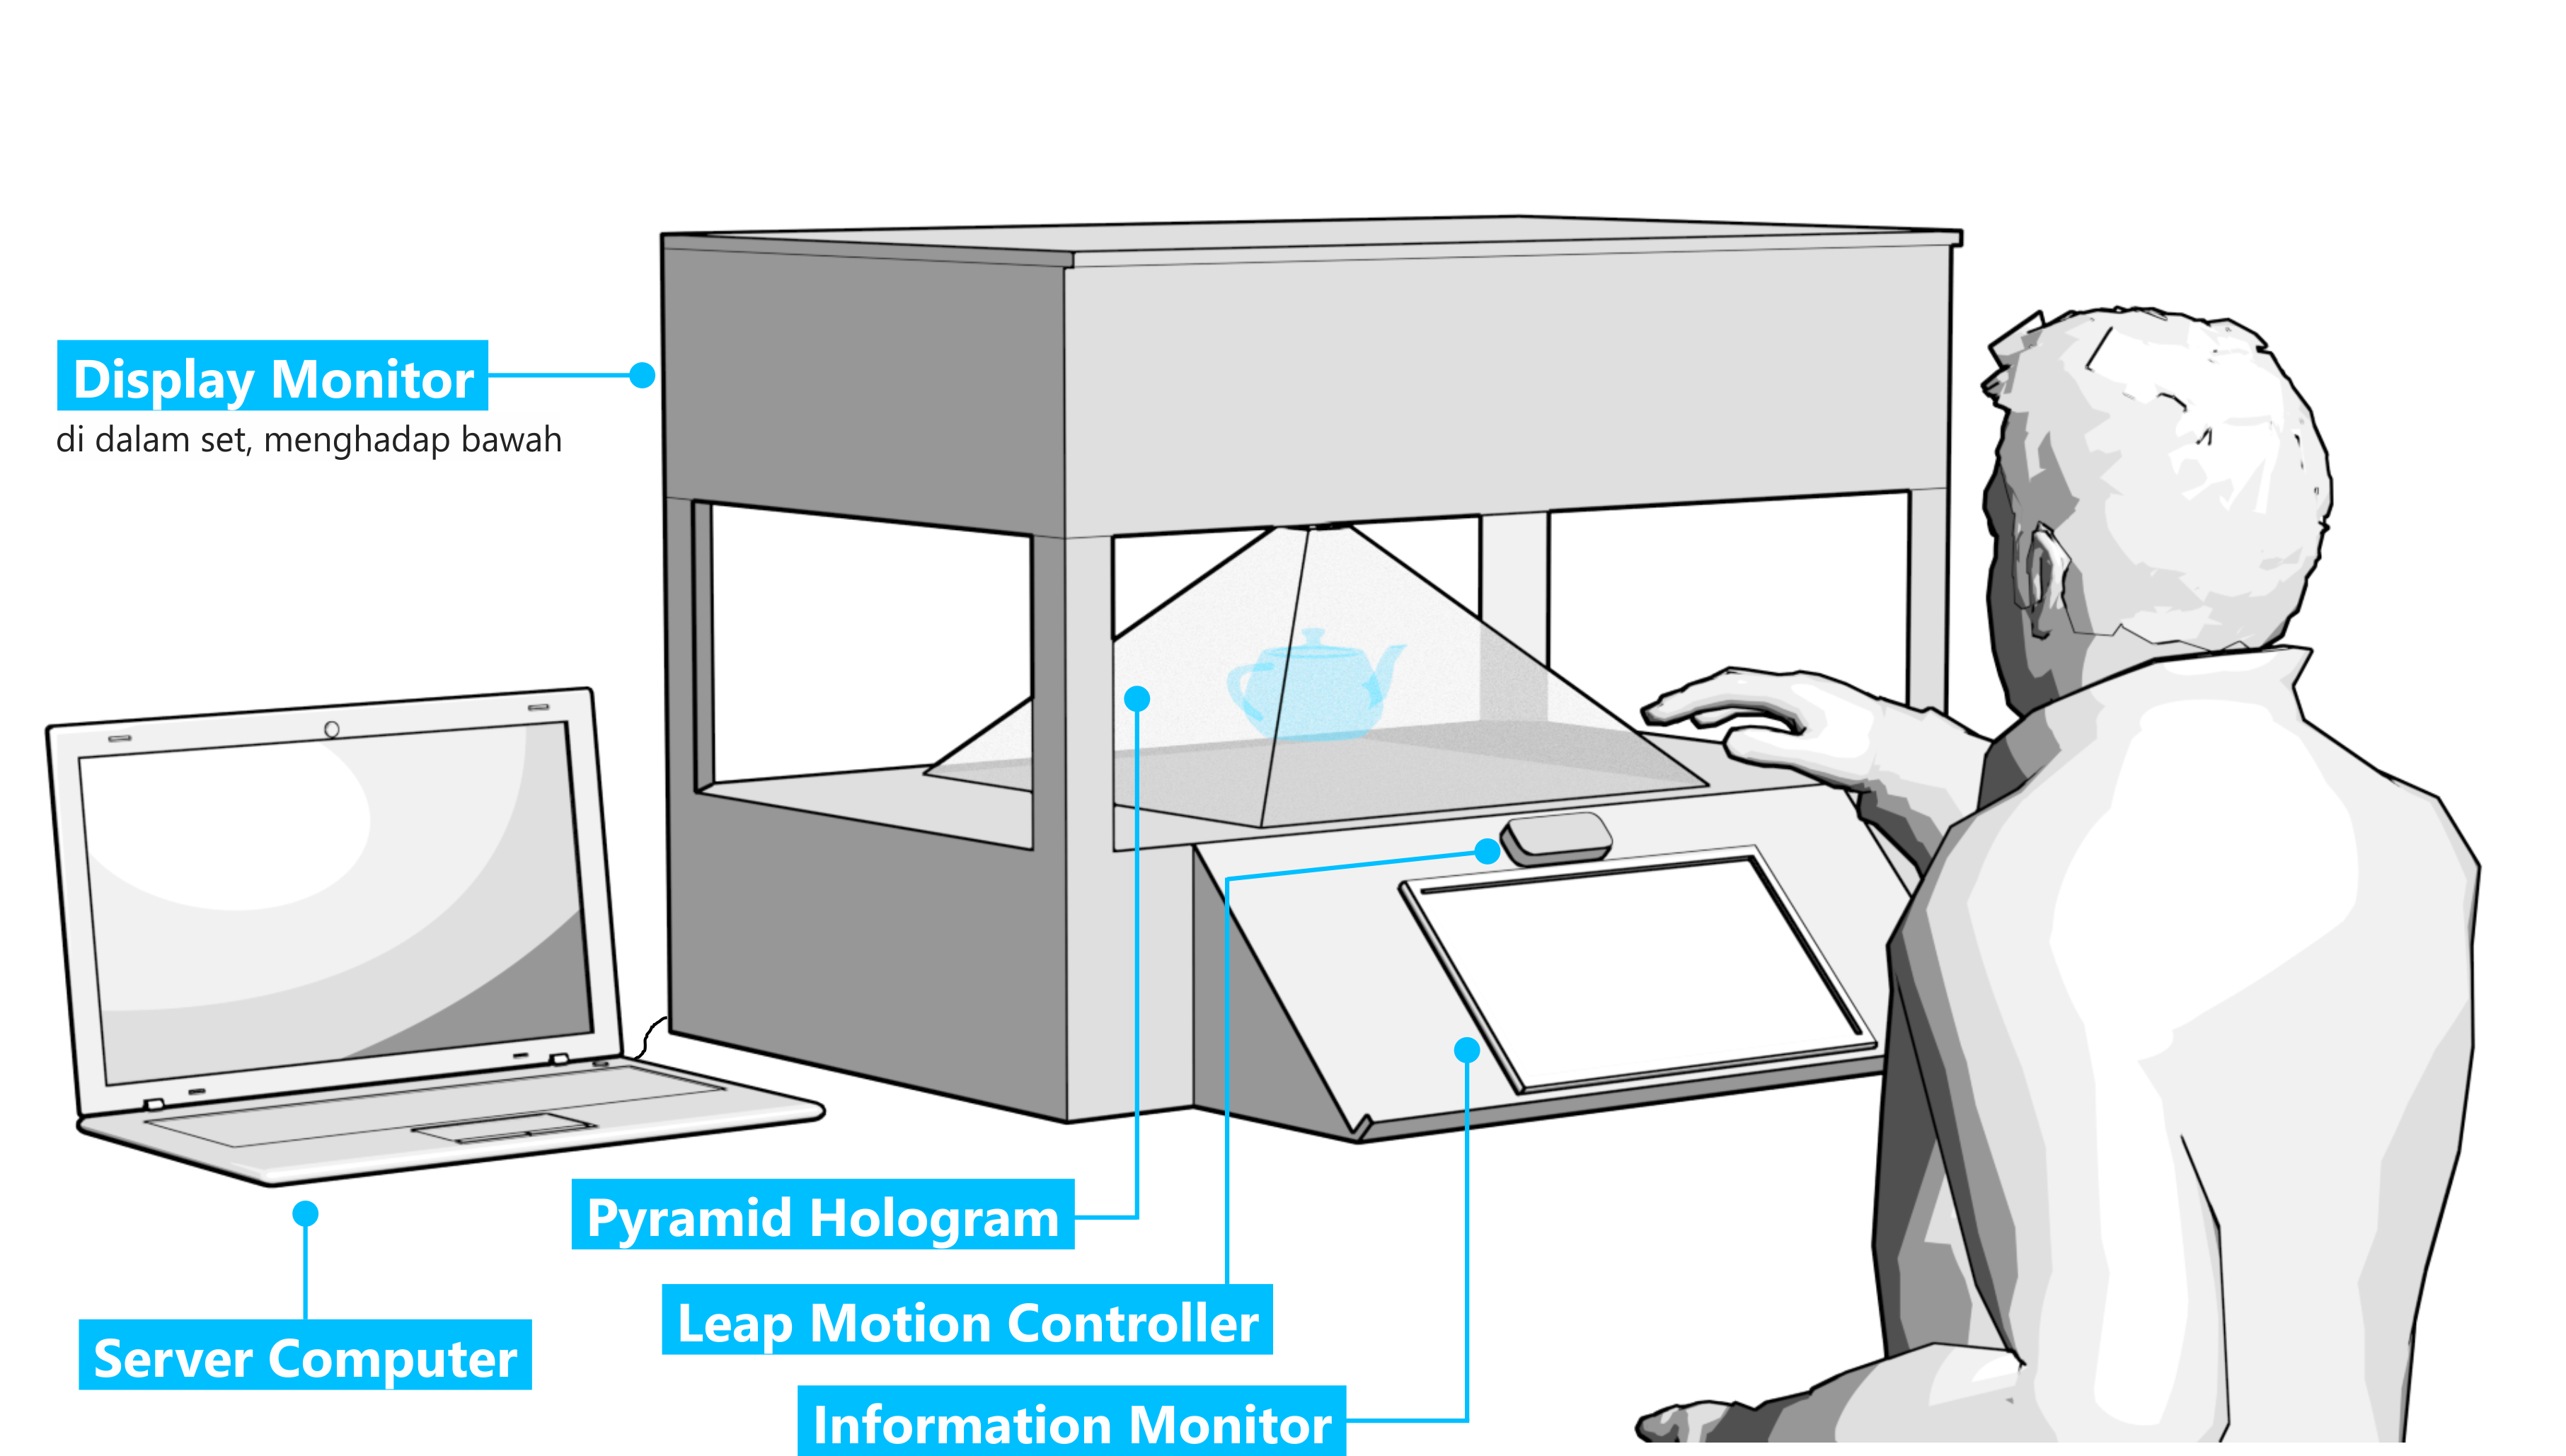 Display Monitor
di dalam set, menghadap bawah
Pyramid Hologram
Leap Motion Controller
Server Computer
Information Monitor